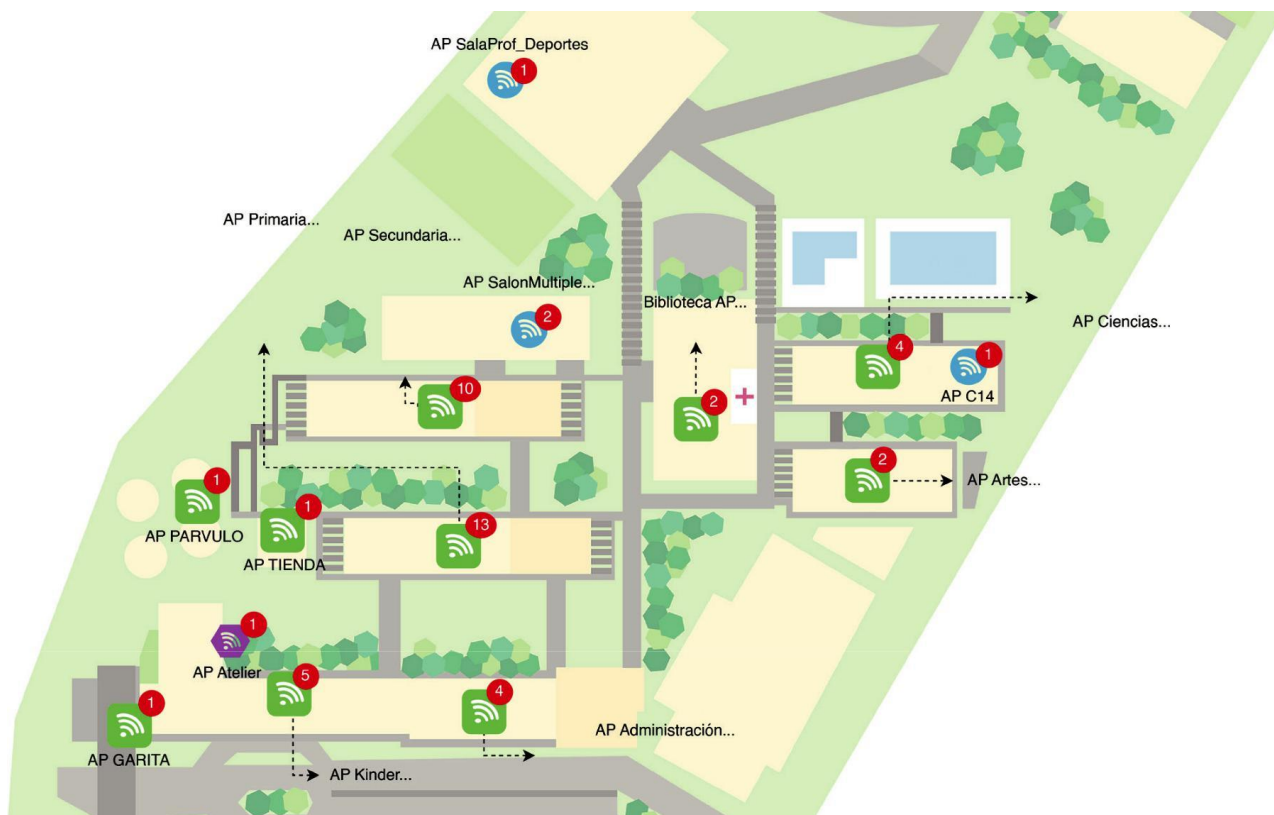 AP SalaProf_Deportes
1
AP Primaria...
AP Secundaria...
AP SalonMultiple...
2
Biblioteca AP...
AP Ciencias...
4
1
AP C14
10
2
2
AP Artes...
1
AP PARVULO
1
AP TIENDA
13
1
AP Atelier
5
4
1
AP GARITA
AP Administración...
AP Kinder...